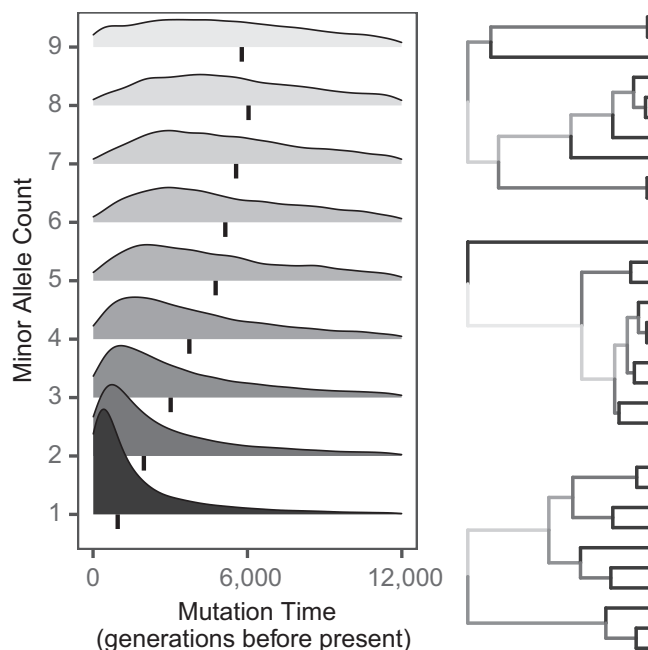 Minor Allele Count
9
8
7
6
5
4
3
2
1
0 6,000 12,000
Mutation Time
(generations before present)